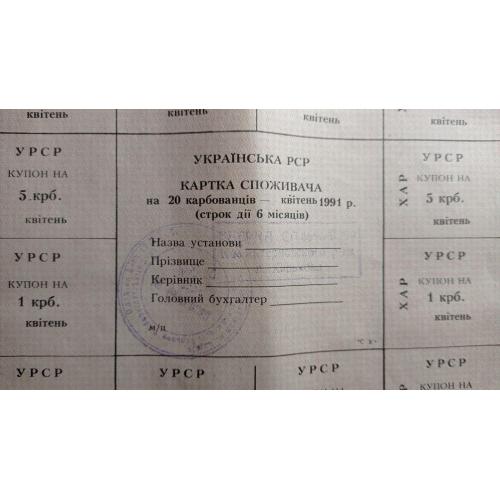 квітень
квітень
квітень
ХАР
квітень
УРСР
КУПОН НА
5 крб.
квітень
УКРАЇНСЬКА РСР
КАРТКА СПОЖИВАЧА
на 20 карбованців — квітень 1991 р.
(строк дії 6 місяців)
Назва установи
Прізвище
Керівник
Головний бухгалтер
м/п
ХАР
УРСР
КУПОН НА
5 крб.
квітень
УРСР
КУПОН НА
1 крб.
квітень
ХАР
УРСР
КУПОН НА
1 крб.
квітень
УРСР
УРСР
УРСР
УРСР
КУПОН НА